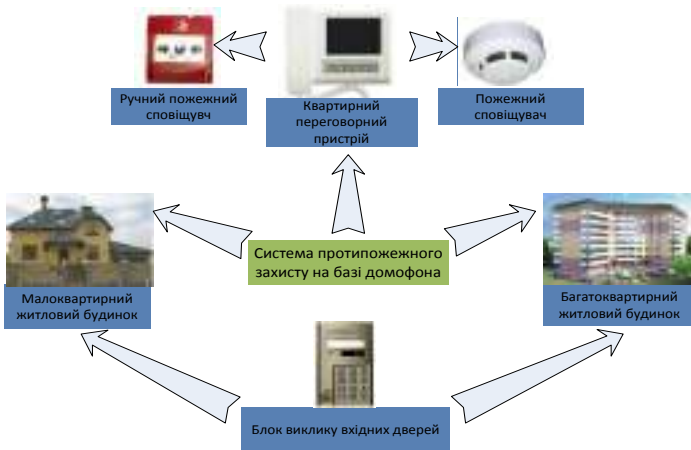 Ручний пожежний
сповіщувч
Квартирний
переговорний
пристрій
Пожежний
сповіщувач
Система протипожежного
захисту на базі домофона
Малоквартирний
житловий будинок
Багатоквартирний
житловий будинок
Блок виклику вхідних дверей